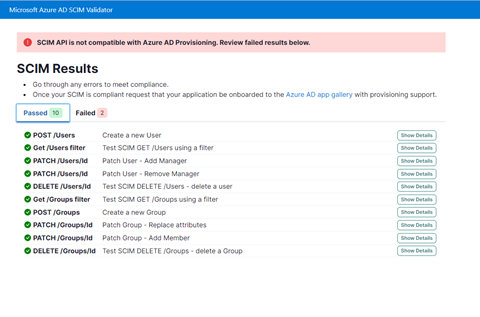 Microsoft Azure AD SCIM Validator
SCIM API is not compatible with Azure AD Provisioning. Review failed results below.
SCIM Results
Go through any errors to meet compliance.
Once your SCIM is compliant request that your application be onboarded to the Azure AD app gallery with provisioning support.
Passed 10 Failed 2
POST /Users Create a new User Show Details
Get /Users filter Test SCIM GET /Users using a filter Show Details
PATCH /Users/Id Patch User - Add Manager Show Details
PATCH /Users/Id Patch User - Remove Manager Show Details
DELETE /Users/Id Test SCIM DELETE /Users - delete a user Show Details
Get /Groups filter Test SCIM GET /Groups using a filter Show Details
POST /Groups Create a new Group Show Details
PATCH /Groups/Id Patch Group - Replace attributes Show Details
PATCH /Groups/Id Patch Group - Add Member Show Details
DELETE /Groups/Id Test SCIM DELETE /Groups - delete a Group Show Details